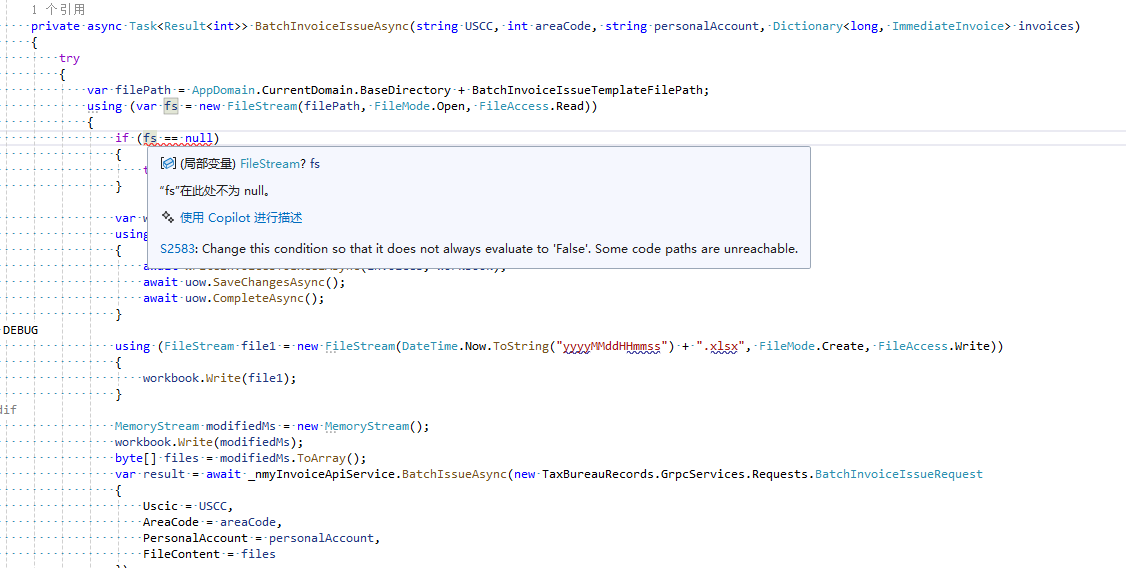 1 个引用
private async Task<Result<int>> BatchInvoiceIssueAsync(string USCC, int areaCode, string personalAccount, Dictionary<long, ImmediateInvoice> invoices)
{
try
{
var filePath = AppDomain.CurrentDomain.BaseDirectory + BatchInvoiceIssueTemplateFilePath;
using (var fs = new FileStream(filePath, FileMode.Open, FileAccess.Read))
{
if (fs == null)
{
[局部变量] FileStream? fs
}
“fs”在此处不为 null。
var
使用 Copilot 进行描述
using
{
S2583: Change this condition so that it does not always evaluate to 'False'. Some code paths are unreachable.
await uow.SaveChangesAsync();
await uow.CompleteAsync();
}
DEBUG
using (FileStream file1 = new FileStream(DateTime.Now.ToString("yyyyMMddHHmmss") + ".xlsx", FileMode.Create, FileAccess.Write))
{
workbook.Write(file1);
}
dif
MemoryStream modifiedMs = new MemoryStream();
workbook.Write(modifiedMs);
byte[] files = modifiedMs.ToArray();
var result = await _nmyInvoiceApiService.BatchIssueAsync(new TaxBureauRecords.GrpcServices.Requests.BatchInvoiceIssueRequest
{
Uscic = USCC,
AreaCode = areaCode,
PersonalAccount = personalAccount,
FileContent = files